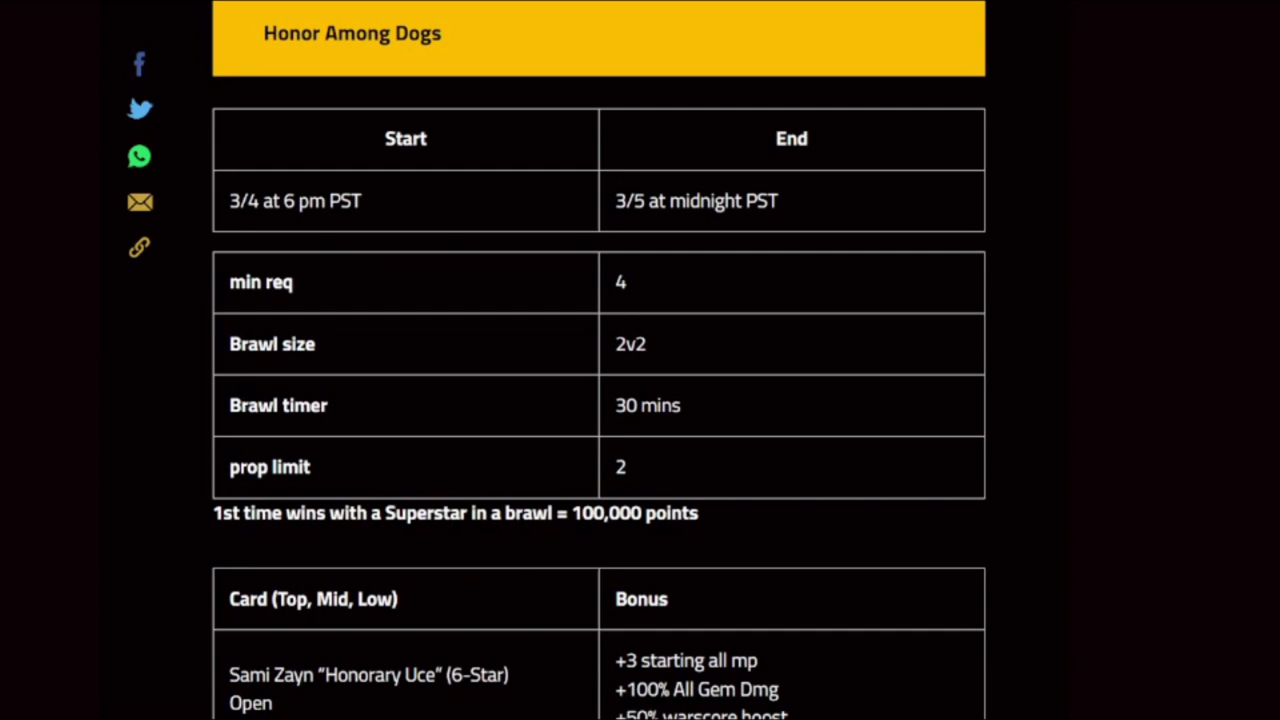 Honor Among Dogs
Start End
3/4 at 6 pm PST 3/5 at midnight PST
min req 4
Brawl size 2v2
Brawl timer 30 mins
prop limit 2
1st time wins with a Superstar in a brawl = 100,000 points
Card (Top, Mid, Low) Bonus
Sami Zayn “Honorary Uce” (6-Star)
Open
+3 starting all mp
+100% All Gem Dmg
+50% warscore boost